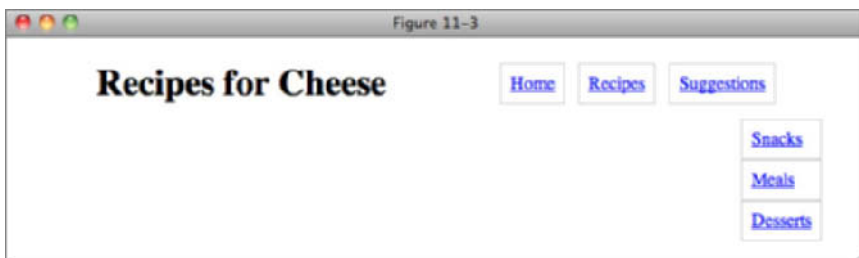 Figure 11-3
Recipes for Cheese Home Recipes Suggestions
Snacks
Meals
Desserts